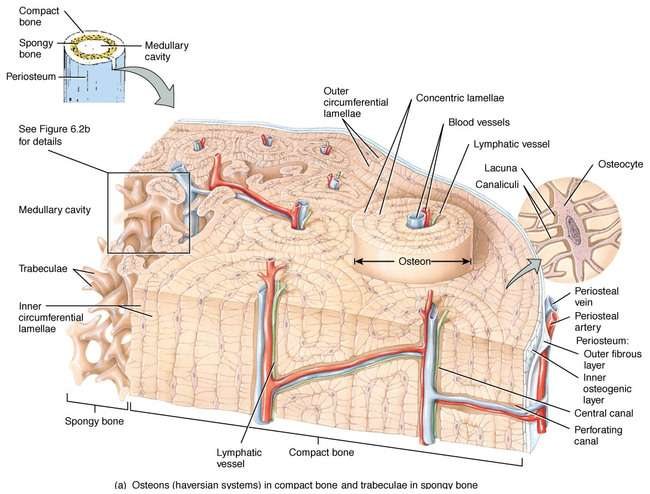 Compact
bone
Spongy
bone
Medullary
cavity
Periosteum
See Figure 6.2b
for details
Medullary cavity
Trabeculae
Inner
circumferential
lamellae
Outer
circumferential
lamellae
Concentric lamellae
Blood vessels
Lymphatic vessel
Lacuna
Canaliculi
Osteocyte
Osteon
Periosteal
vein
Periosteal
artery
Periosteum:
Outer fibrous
layer
Inner
osteogenic
layer
Central canal
Perforating
canal
Spongy bone
Lymphatic
vessel
Compact bone
(a) Osteons (haversian systems) in compact bone and trabeculae in spongy bone